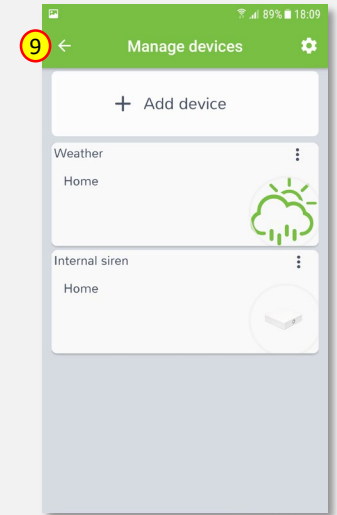 89% 18:09
9
Manage devices
+ Add device
Weather
Home
Internal siren
Home